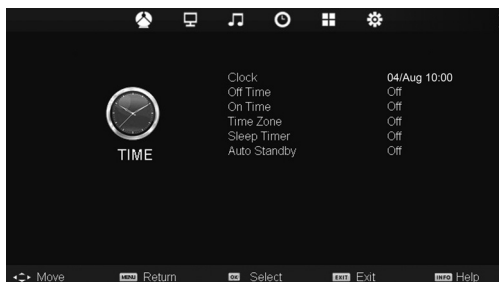 Clock 04/Aug 10:00
Off Time Off
On Time Off
Time Zone Off
Sleep Timer Off
Auto Standby Off
TIME
Move MENU Return OK Select EXIT Exit INFO Help